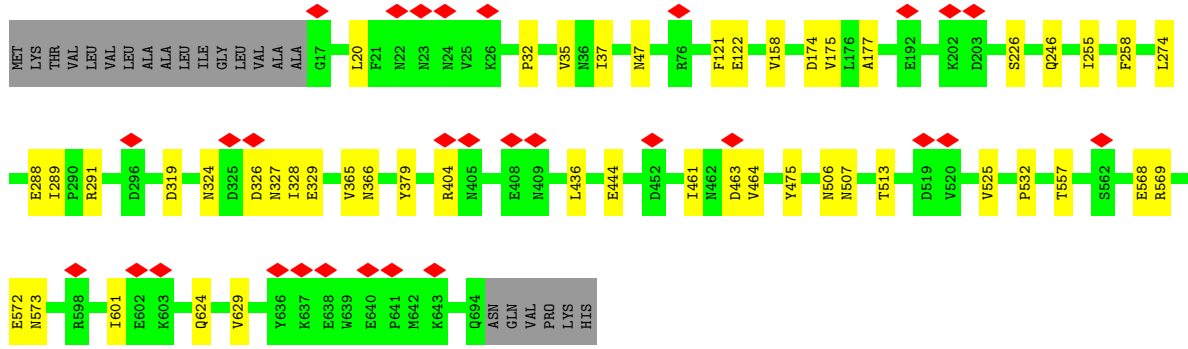 MET LYS THR VAL LEU VAL LEU ALA ALA LEU ILE GLY LEU VAL ALA ALA G17 L20 F21 N22 N23 N24 V25 K26 P32 V35 N36 I37 N47 R76 F121 E122 V158 D174 V175 L176 A177 E192 K202 D203 S226 Q246 I255 F258 L274
E288 I289 P290 R291 D296 D319 N324 D325 D326 N327 I328 E329 V365 N366 Y379 R404 N405 E408 N409 L436 E444 D452 I461 N462 D463 V464 Y475 N506 N507 T513 D519 V520 V525 P532 T557 S562 E568 R569
E572 N573 R598 I601 E602 K603 Q624 V629 Y636 K637 E638 W639 E640 P641 M642 K643 Q694 ASN GLN VAL PRO LYS HIS